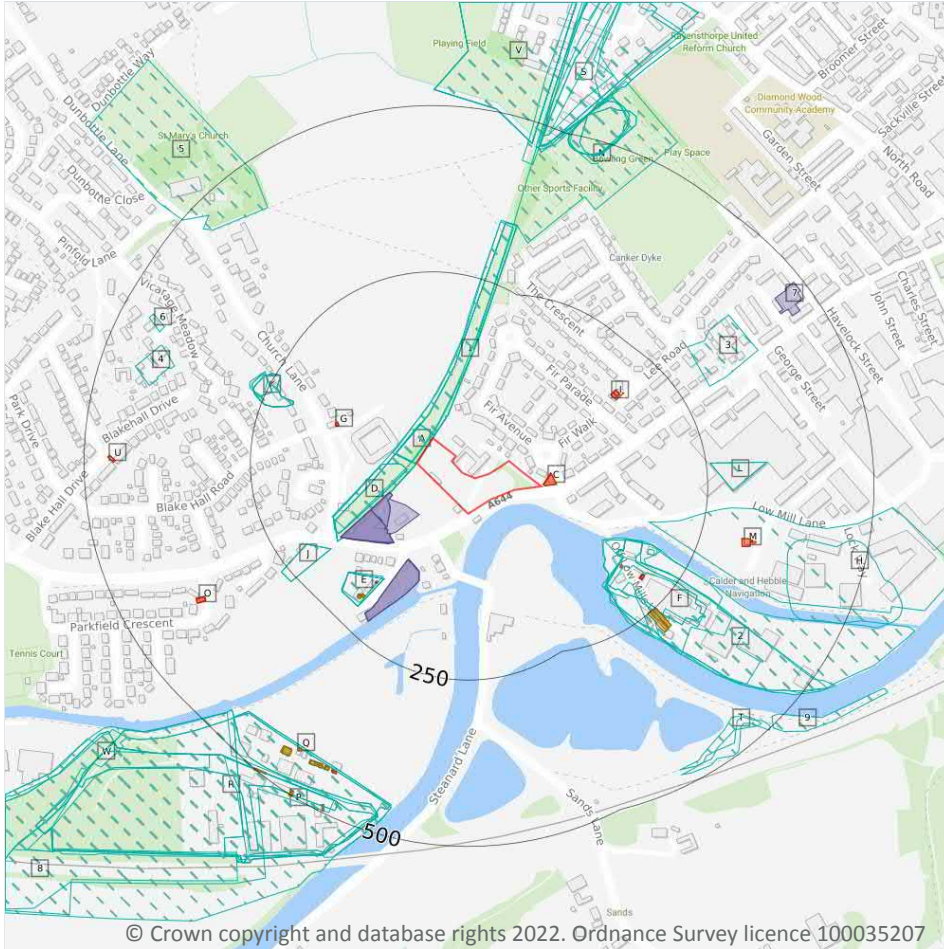 Playing Field
V
Ravensthorpe United
Reform Church
Broomer Street
S
Sackville Street
Dunbottle Way
Dunbottle Lane
St Mary's Church
5
Dunbottle Close
Diamond Wood
Community Academy
Garden Street
North Road
N
Bowling Green
Play Space
Other Sports Facility
Pinfold Lane
Canker Dyke
Vicarage Meadow
6
4
The Crescent
7
Charles Street
John Street
Havelock Street
George Street
3
Lee Road
Church Lane
Fir Parade
Park Drive
Blakehall Drive
G
Fir Avenue
Fir Walk
A
U
Blake Hall Drive
Blake Hall Road
C
L
D
A644
Low Mill Lane
M
Lock Way
H
J
E
Calder and Hebble
Navigation
O
F
Parkfield Crescent
2
Tennis Court
250
T
9
Q
W
R
P
Steanard Lane
Sands Lane
500
8
Sands
© Crown copyright and database rights 2022. Ordnance Survey licence 100035207